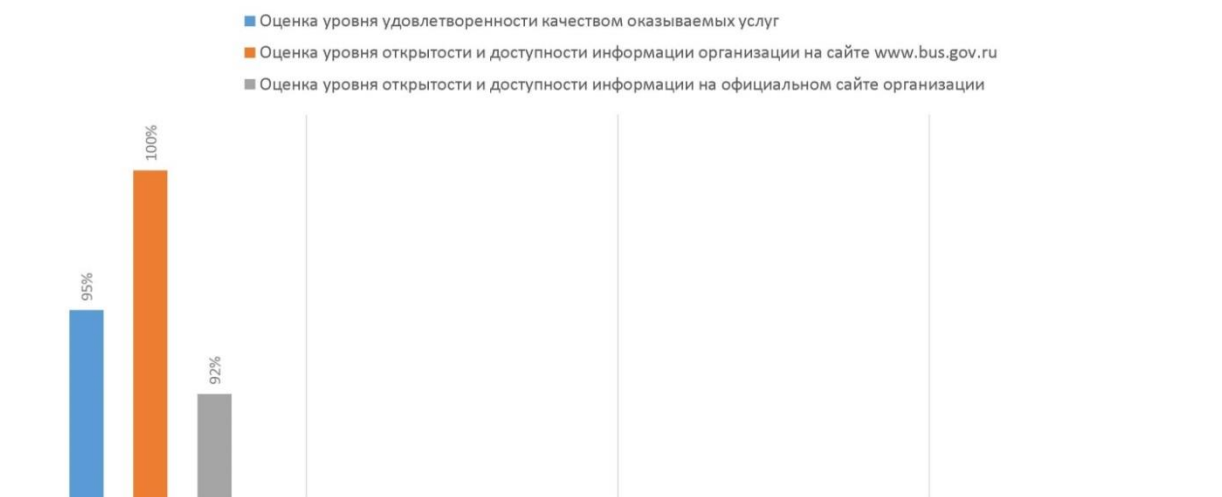 Оценка уровня удовлетворенности качеством оказываемых услуг
Оценка уровня открытости и доступности информации организации на сайте www.bus.gov.ru
Оценка уровня открытости и доступности информации на официальном сайте организации
100%
95%
92%